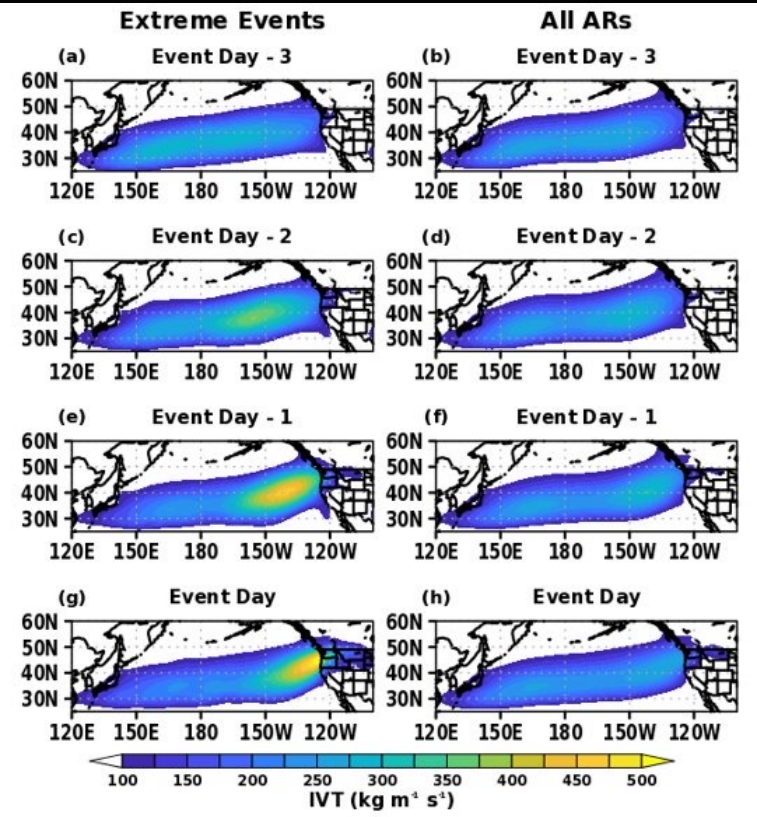 Extreme Events All ARs
(a) Event Day - 3 (b) Event Day - 3
60N 60N
50N 50N
40N 40N
30N 30N
120E 150E 180 150W 120W 120E 150E 180 150W 120W
(c) Event Day - 2 (d) Event Day - 2
60N 60N
50N 50N
40N 40N
30N 30N
120E 150E 180 150W 120W 120E 150E 180 150W 120W
(e) Event Day - 1 (f) Event Day - 1
60N 60N
50N 50N
40N 40N
30N 30N
120E 150E 180 150W 120W 120E 150E 180 150W 120W
(g) Event Day (h) Event Day
60N 60N
50N 50N
40N 40N
30N 30N
120E 150E 180 150W 120W 120E 150E 180 150W 120W
100 150 200 250 300 350 400 450 500
IVT (kg m⁻¹ s⁻¹)